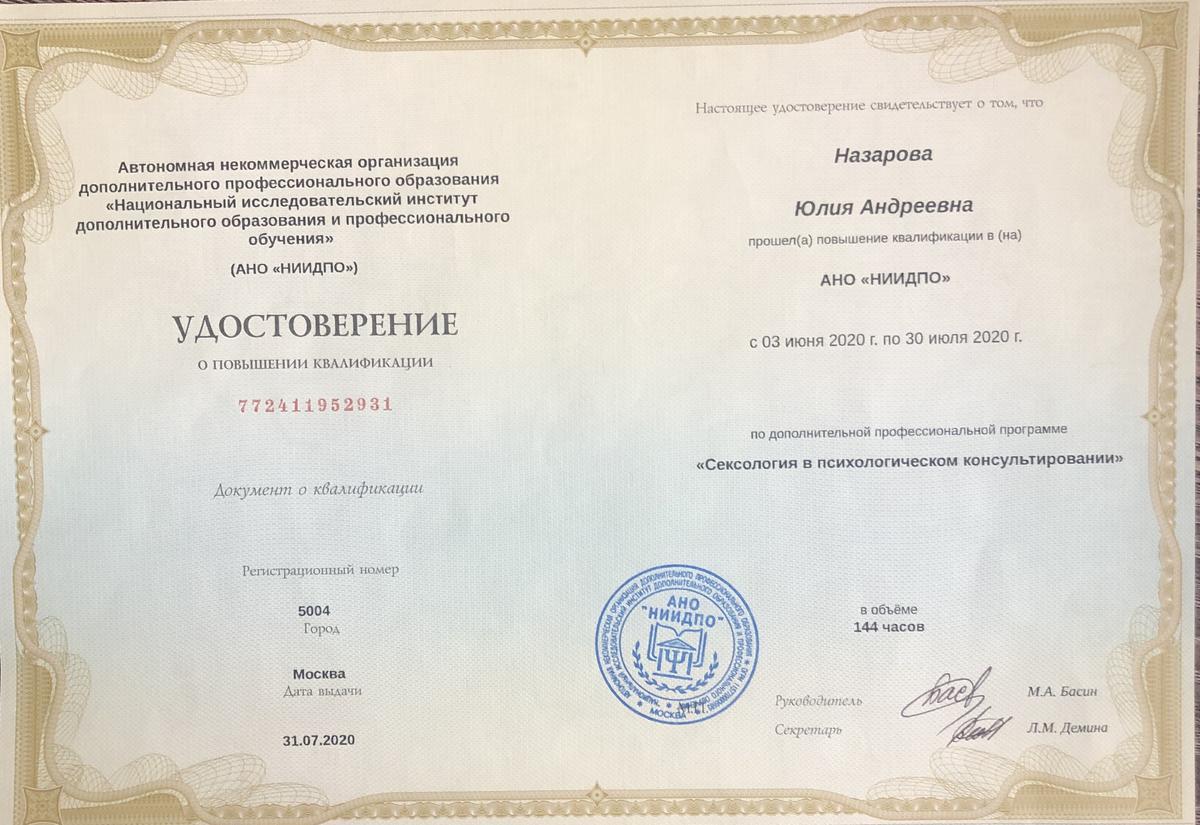 Автономная некоммерческая организация
дополнительного профессионального образования
«Национальный исследовательский институт
дополнительного образования и профессионального
обучения»
(АНО «НИИДПО»)
УДОСТОВЕРЕНИЕ
О ПОВЫШЕНИИ КВАЛИФИКАЦИИ
772411952931
Документ о квалификации
Регистрационный номер
5004
Город
Москва
Дата выдачи
31.07.2020
Настоящее удостоверение свидетельствует о том, что
Назарова
Юлия Андреевна
прошел(а) повышение квалификации в (на)
АНО «НИИДПО»
с 03 июня 2020 г. по 30 июля 2020 г.
по дополнительной профессиональной программе
«Сексология в психологическом консультировании»
в объёме
144 часов
АНО
"НИИДПО"
МОСКВА
М.П.
Руководитель
М.А. Басин
Секретарь
Л.М. Демина